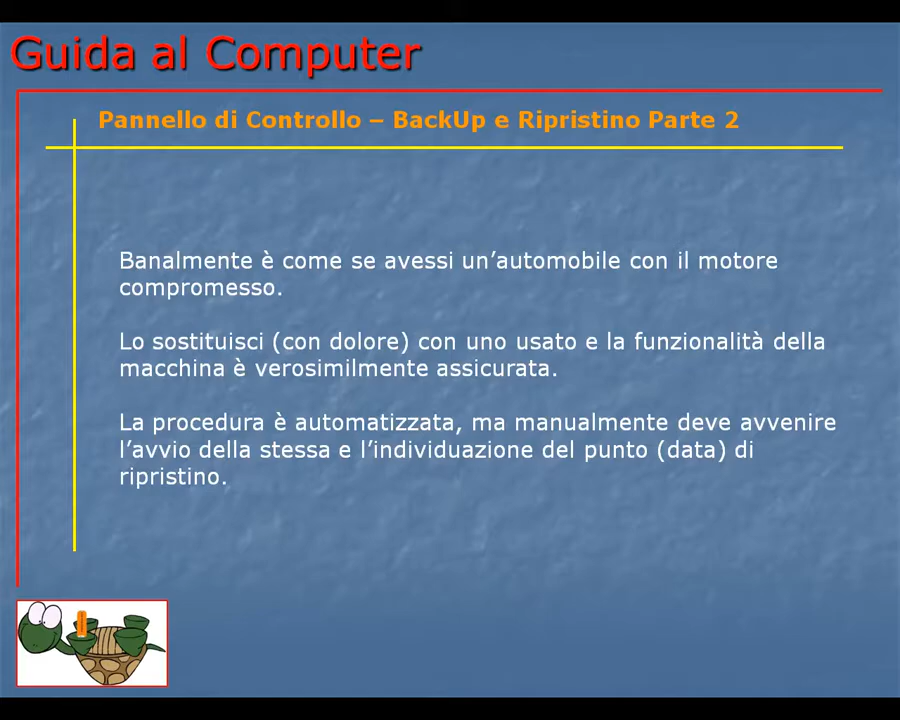 Guida al Computer
Pannello di Controllo – BackUp e Ripristino Parte 2
Banalmente è come se avessi un’automobile con il motore
compromesso.
Lo sostituisci (con dolore) con uno usato e la funzionalità della
macchina è verosimilmente assicurata.
La procedura è automatizzata, ma manualmente deve avvenire
l’avvio della stessa e l’individuazione del punto (data) di
ripristino.